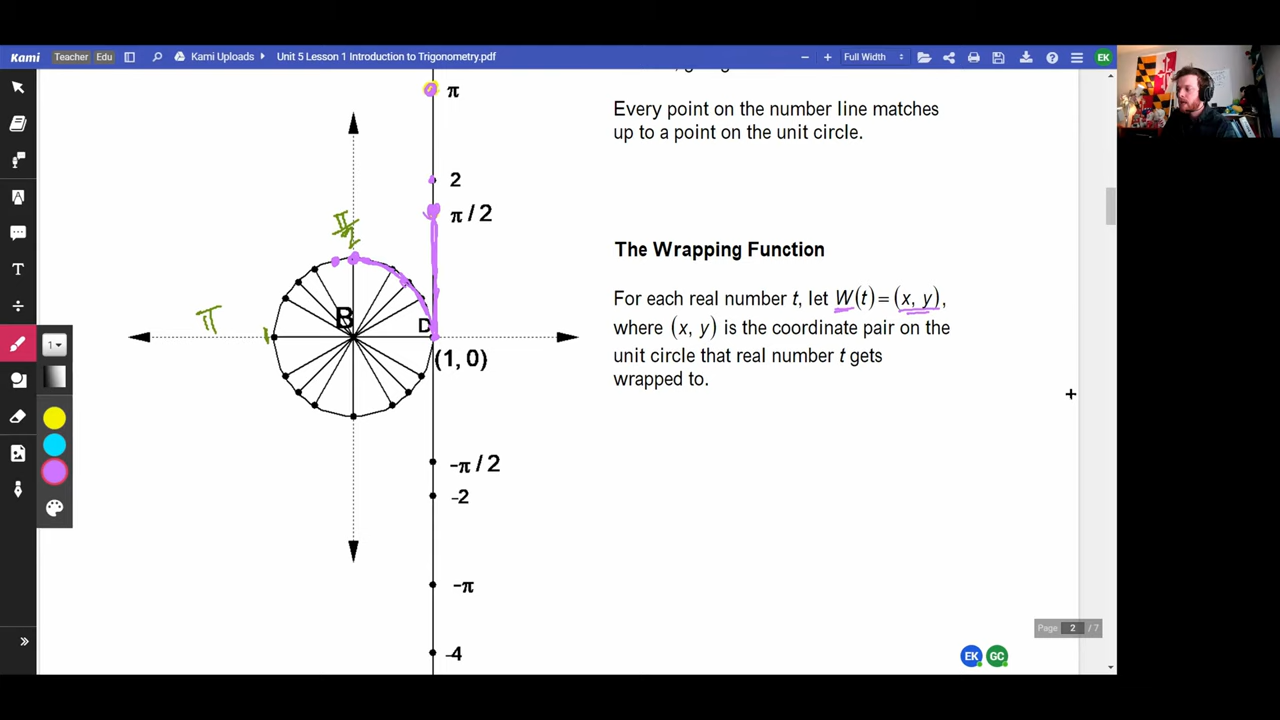 Kami Teacher Edu Kami Uploads Unit 5 Lesson 1 Introduction to Trigonometry.pdf Full Width EK
π
Every point on the number line matches
up to a point on the unit circle.
2
π / 2
π/2
The Wrapping Function
For each real number t, let W(t) = (x, y),
where (x, y) is the coordinate pair on the
unit circle that real number t gets
wrapped to.
π
B
D
(1, 0)
1
-π / 2
-2
-π
-4
Page 2 / 7
EK GC
T
A